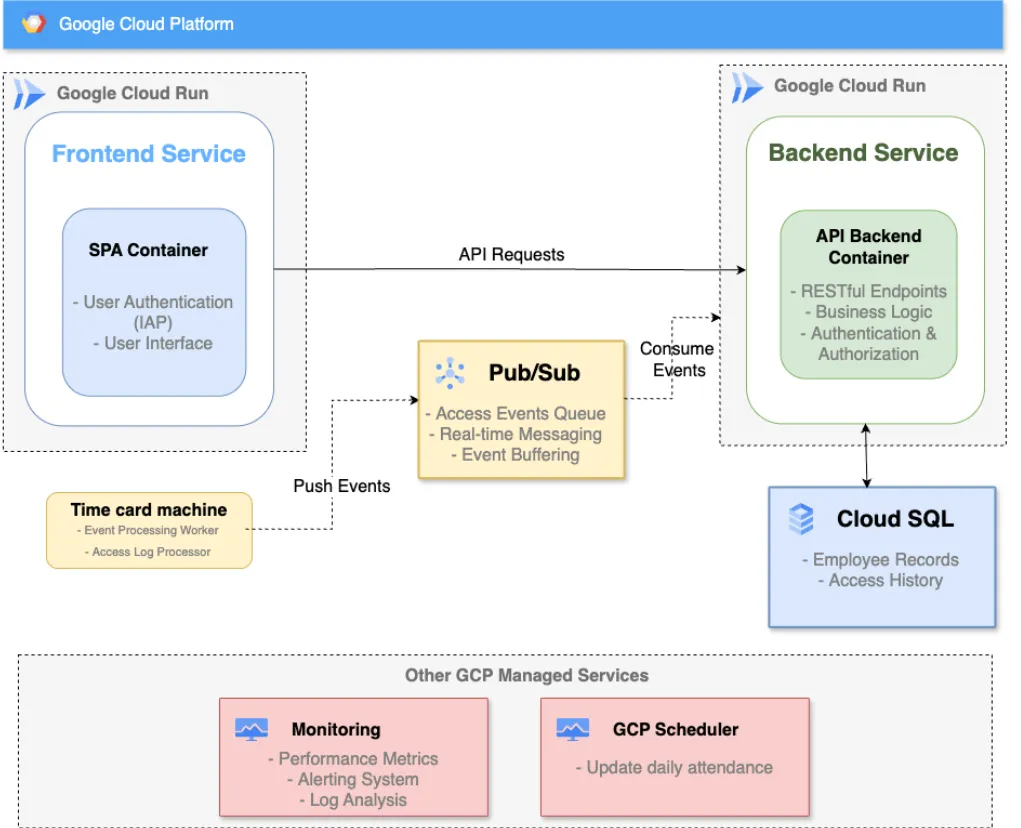 Google Cloud Platform
Google Cloud Run
Frontend Service
SPA Container
- User Authentication
(IAP)
- User Interface
API Requests
Google Cloud Run
Backend Service
API Backend
Container
- RESTful Endpoints
- Business Logic
- Authentication &
Authorization
Consume
Events
Pub/Sub
- Access Events Queue
- Real-time Messaging
- Event Buffering
Push Events
Time card machine
- Event Processing Worker
- Access Log Processor
Cloud SQL
- Employee Records
- Access History
Other GCP Managed Services
Monitoring
- Performance Metrics
- Alerting System
- Log Analysis
GCP Scheduler
- Update daily attendance